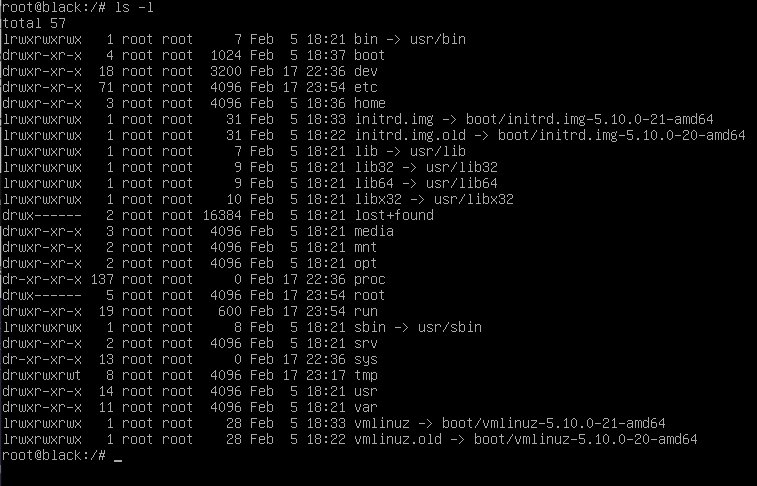 root@black:/# ls -l
total 57
lrwxrwxrwx   1 root root     7 Feb  5 18:21 bin -> usr/bin
drwxr-xr-x   4 root root  1024 Feb  5 18:37 boot
drwxr-xr-x  18 root root  3200 Feb 17 22:36 dev
drwxr-xr-x  71 root root  4096 Feb 17 23:54 etc
drwxr-xr-x   3 root root  4096 Feb  5 18:36 home
lrwxrwxrwx   1 root root    31 Feb  5 18:33 initrd.img -> boot/initrd.img-5.10.0-21-amd64
lrwxrwxrwx   1 root root    31 Feb  5 18:22 initrd.img.old -> boot/initrd.img-5.10.0-20-amd64
lrwxrwxrwx   1 root root     7 Feb  5 18:21 lib -> usr/lib
lrwxrwxrwx   1 root root     9 Feb  5 18:21 lib32 -> usr/lib32
lrwxrwxrwx   1 root root     9 Feb  5 18:21 lib64 -> usr/lib64
lrwxrwxrwx   1 root root    10 Feb  5 18:21 libx32 -> usr/libx32
drwx------   2 root root 16384 Feb  5 18:21 lost+found
drwxr-xr-x   3 root root  4096 Feb  5 18:21 media
drwxr-xr-x   2 root root  4096 Feb  5 18:21 mnt
drwxr-xr-x   2 root root  4096 Feb  5 18:21 opt
dr-xr-xr-x 137 root root     0 Feb 17 22:36 proc
drwx------   5 root root  4096 Feb 17 23:54 root
drwxr-xr-x  19 root root   600 Feb 17 23:54 run
lrwxrwxrwx   1 root root     8 Feb  5 18:21 sbin -> usr/sbin
drwxr-xr-x   2 root root  4096 Feb  5 18:21 srv
dr-xr-xr-x  13 root root     0 Feb 17 22:36 sys
drwxrwxrwt   8 root root  4096 Feb 17 23:17 tmp
drwxr-xr-x  14 root root  4096 Feb  5 18:21 usr
drwxr-xr-x  11 root root  4096 Feb  5 18:21 var
lrwxrwxrwx   1 root root    28 Feb  5 18:33 vmlinuz -> boot/vmlinuz-5.10.0-21-amd64
lrwxrwxrwx   1 root root    28 Feb  5 18:22 vmlinuz.old -> boot/vmlinuz-5.10.0-20-amd64
root@black:/# _